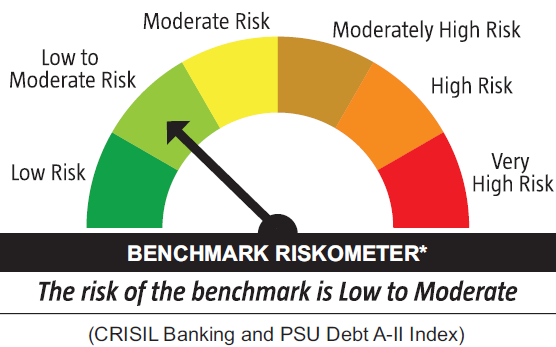 Moderate Risk
Moderately High Risk
Low to
Moderate Risk
High Risk
Low Risk
Very
High Risk
BENCHMARK RISKOMETER*
The risk of the benchmark is Low to Moderate
(CRISIL Banking and PSU Debt A-II Index)